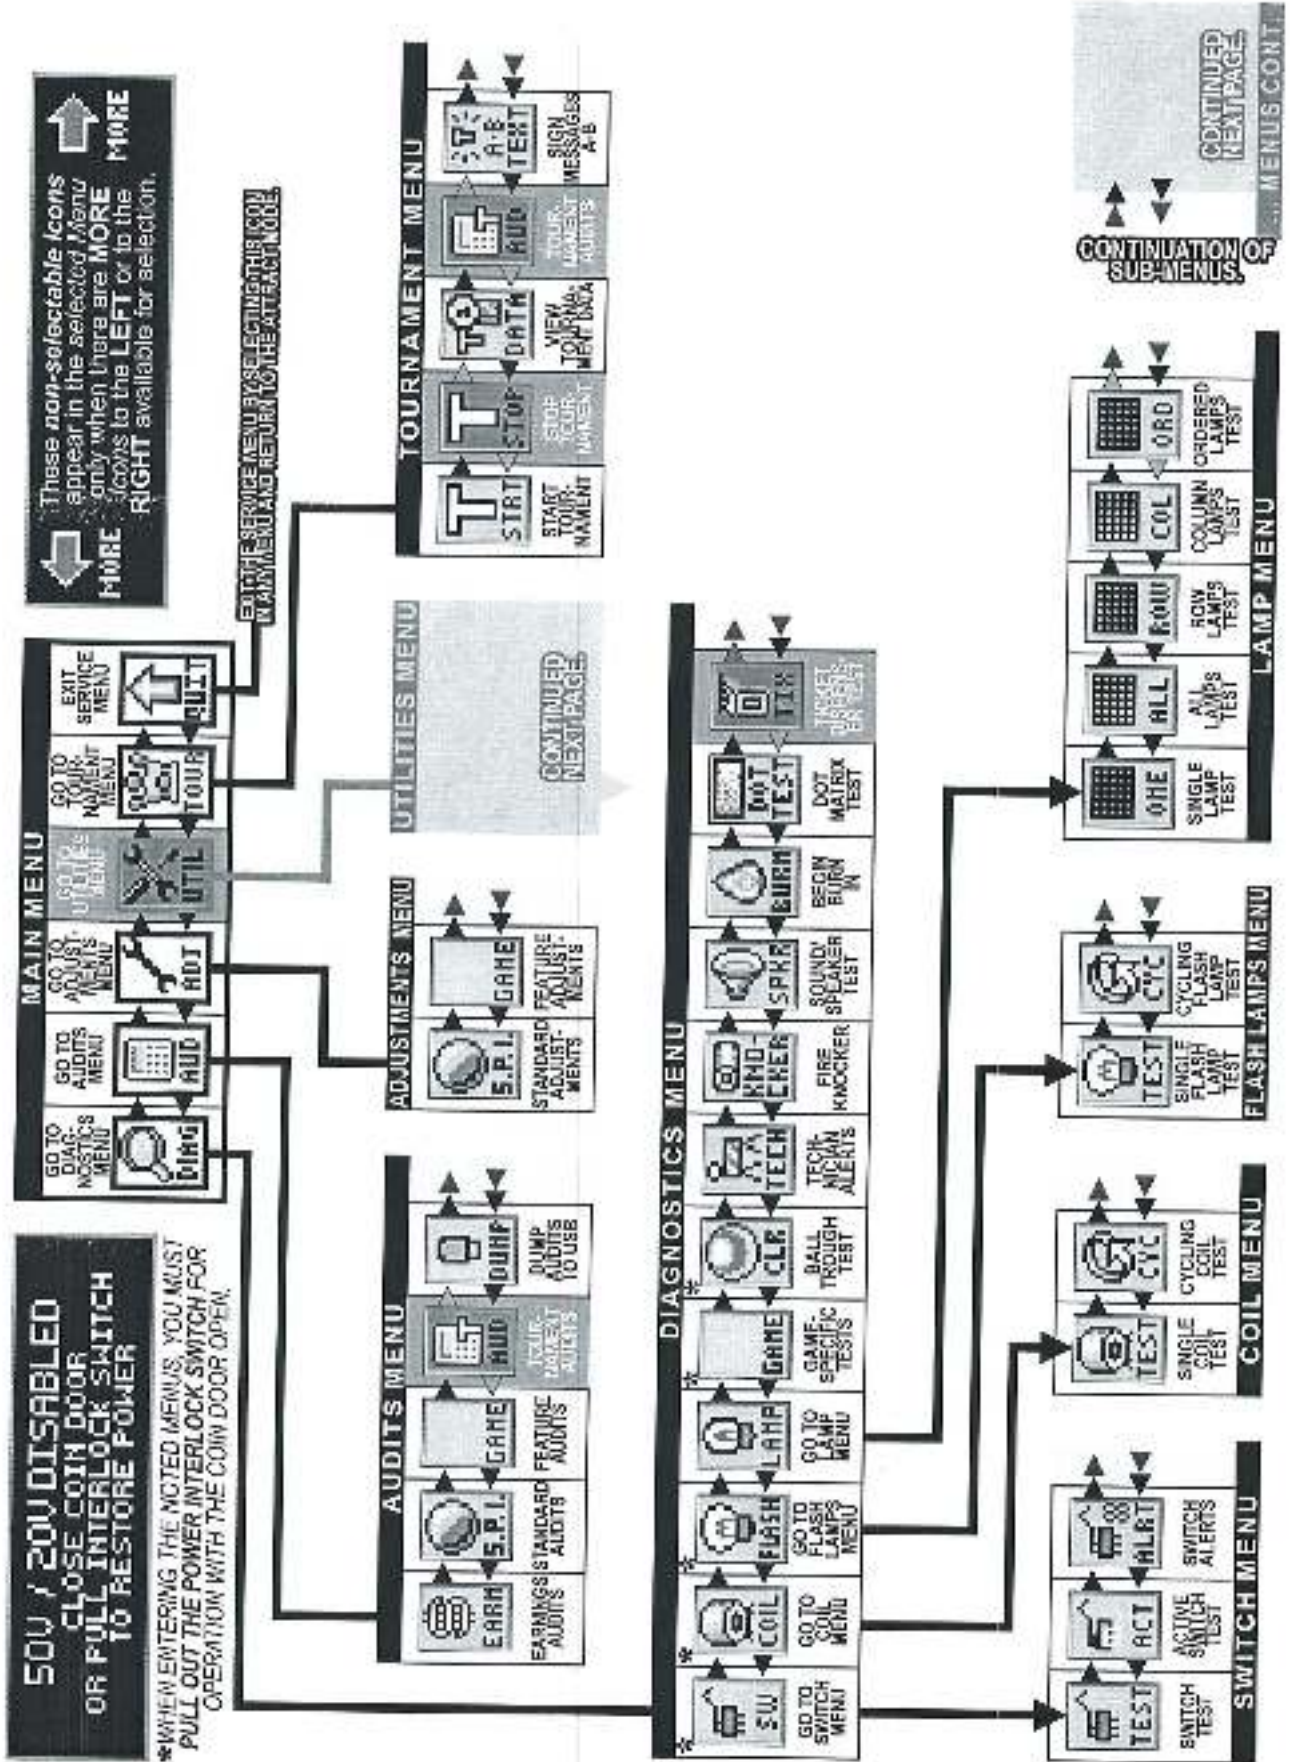 50V / 20V DISABLED
CLOSE COIN DOOR
OR PULL INTERLOCK SWITCH
TO RESTORE POWER
*WHEN ENTERING THE NOTED MENUS, YOU MUST
PULL OUT THE POWER INTERLOCK SWITCH FOR
OPERATION WITH THE COIN DOOR OPEN.
MAIN MENU
GO TO
DIAG-
NOSTICS
MENU
DIAG
GO TO
AUDITS
MENU
AUD
GO TO
ADJUST-
MENTS
MENU
ADJ
GO TO
UTILITIES
MENU
UTIL
GO TO
TOUR-
NAMENT
MENU
TOUR
EXIT
SERVICE
MENU
QUIT
MORE
These non-selectable Icons
appear in the selected Menu
only when there are MORE
Icons to the LEFT or to the
RIGHT available for selection.
MORE
EXIT THE SERVICE MENU BY SELECTING THIS ICON
IN ANY MENU AND RETURN TO THE ATTRACT MODE.
AUDITS MENU
EARN
EARNINGS
AUDITS
S.P.I.
STANDARD
AUDITS
GAME
FEATURE
AUDITS
AUD
TOUR-
NAMENT
AUDITS
DUMP
DUMP
AUDITS
TO USB
ADJUSTMENTS MENU
S.P.I.
STANDARD
ADJUST-
MENTS
GAME
FEATURE
ADJUST-
MENTS
UTILITIES MENU
CONTINUED
NEXT PAGE.
TOURNAMENT MENU
T
STRT
START
TOUR-
NAMENT
T
STOP
STOP
TOUR-
NAMENT
DATA
VIEW
TOURNA-
MENT DATA
AUD
TOUR-
NAMENT
AUDITS
T
A-B
TEXT
SIGN
MESSAGES
A-B
DIAGNOSTICS MENU
*
SW
GO TO
SWITCH
MENU
*
COIL
GO TO
COIL
MENU
*
FLASH
GO TO
FLASH
LAMPS
MENU
LAMP
GO TO
LAMP
MENU
*
GAME
GAME-
SPECIFIC
TESTS
*
CLR
BALL
TROUGH
TEST
TECH
TECH-
NICIAN
ALERTS
KNO-
CKER
FIRE
KNOCKER
SPKR
SOUND/
SPEAKER
TEST
BURN
BEGIN
BURN
IN
DOT
TEST
DOT
MATRIX
TEST
TIX
TICKET
DISPENS-
ER TEST
SWITCH MENU
TEST
SWITCH
TEST
ACT
ACTIVE
SWITCH
TEST
ALRT
SWITCH
ALERTS
COIL MENU
TEST
SINGLE
COIL
TEST
CYC
CYCLING
COIL
TEST
FLASH LAMPS MENU
TEST
SINGLE
FLASH
LAMP
TEST
CYC
CYCLING
FLASH
LAMP
TEST
LAMP MENU
ONE
SINGLE
LAMP
TEST
ALL
ALL
LAMPS
TEST
ROW
ROW
LAMPS
TEST
COL
COLUMN
LAMPS
TEST
ORD
ORDERED
LAMPS
TEST
CONTINUATION OF
SUB-MENUS.
CONTINUED
NEXT PAGE.
...MENUS CONT.